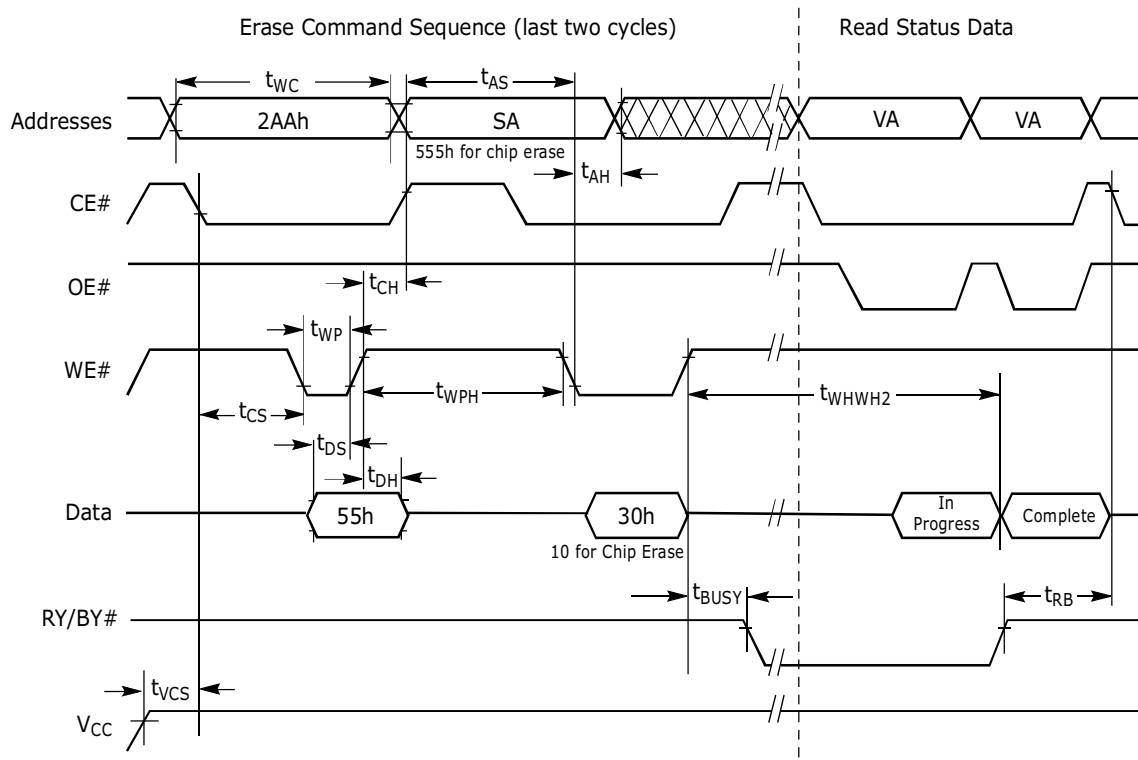 Erase Command Sequence (last two cycles)
Read Status Data
tWC
tAS
Addresses
2AAh
SA
VA
VA
555h for chip erase
tAH
CE#
OE#
tCH
tWP
WE#
tWPH
tWHWH2
tCS
tDS
tDH
Data
55h
30h
In
Progress
Complete
10 for Chip Erase
tBUSY
tRB
RY/BY#
tVCS
VCC